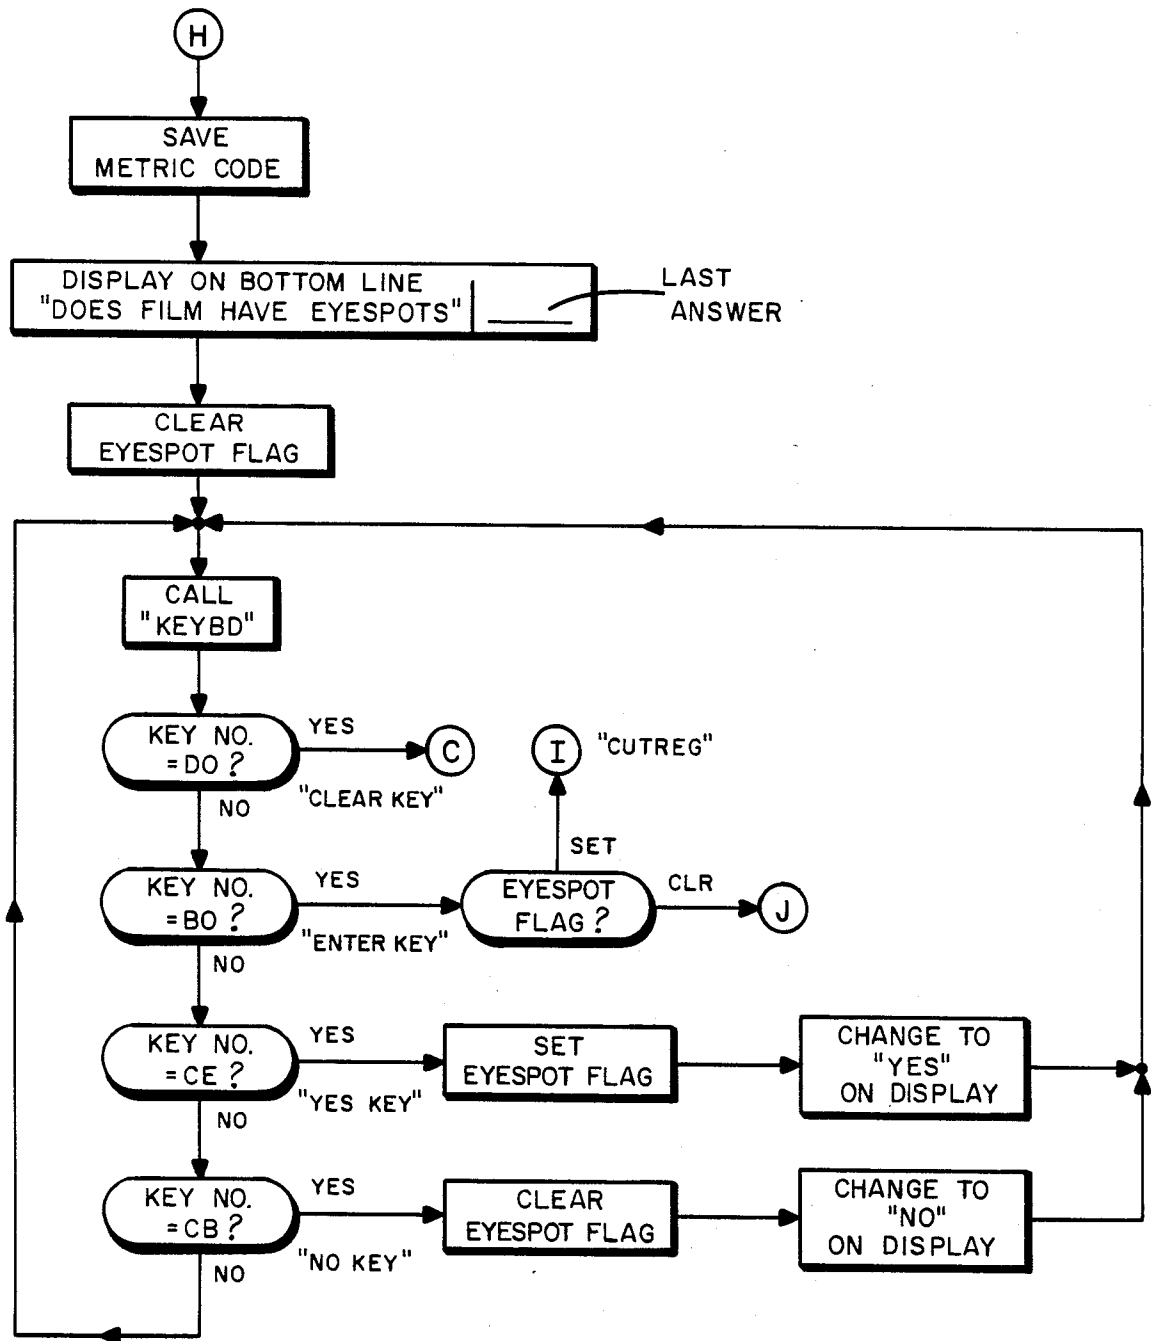 H
SAVE
METRIC CODE
DISPLAY ON BOTTOM LINE
"DOES FILM HAVE EYESPOTS"
LAST
ANSWER
CLEAR
EYESPOT FLAG
CALL
"KEYBD"
KEY NO.
=DO?
YES
"CLEAR KEY"
C
NO
I
"CUTREG"
SET
KEY NO.
=BO?
YES
"ENTER KEY"
NO
EYESPOT
FLAG?
CLR
J
KEY NO.
=CE?
YES
"YES KEY"
NO
SET
EYESPOT FLAG
CHANGE TO
"YES"
ON DISPLAY
KEY NO.
=CB?
YES
"NO KEY"
NO
CLEAR
EYESPOT FLAG
CHANGE TO
"NO"
ON DISPLAY